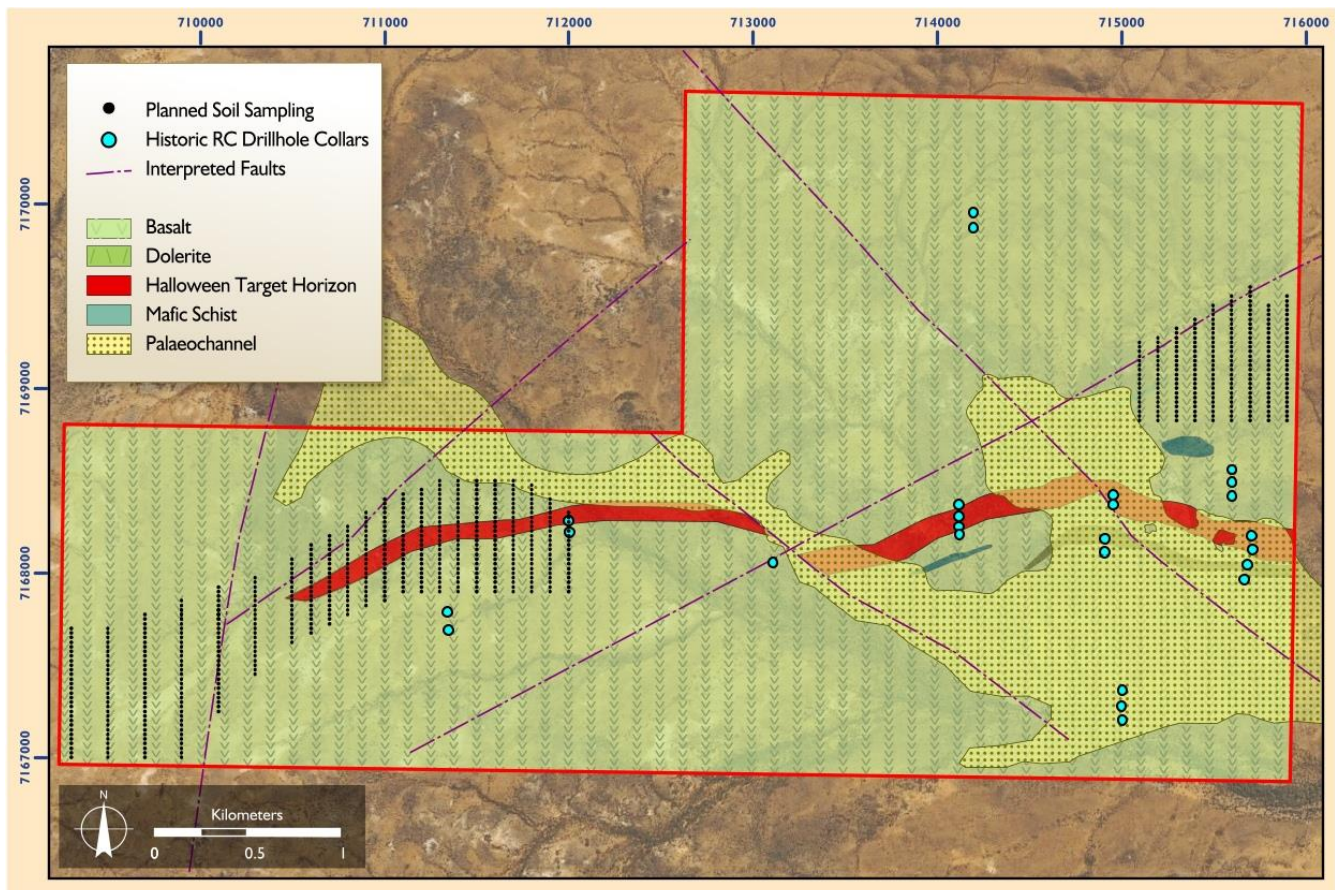 710000 711000 712000 713000 714000 715000 716000
Planned Soil Sampling
Historic RC Drillhole Collars
Interpreted Faults
Basalt
Dolerite
Halloween Target Horizon
Mafic Schist
Palaeochannel
7170000
7169000
7168000
7167000
N
Kilometers
0 0.5 1